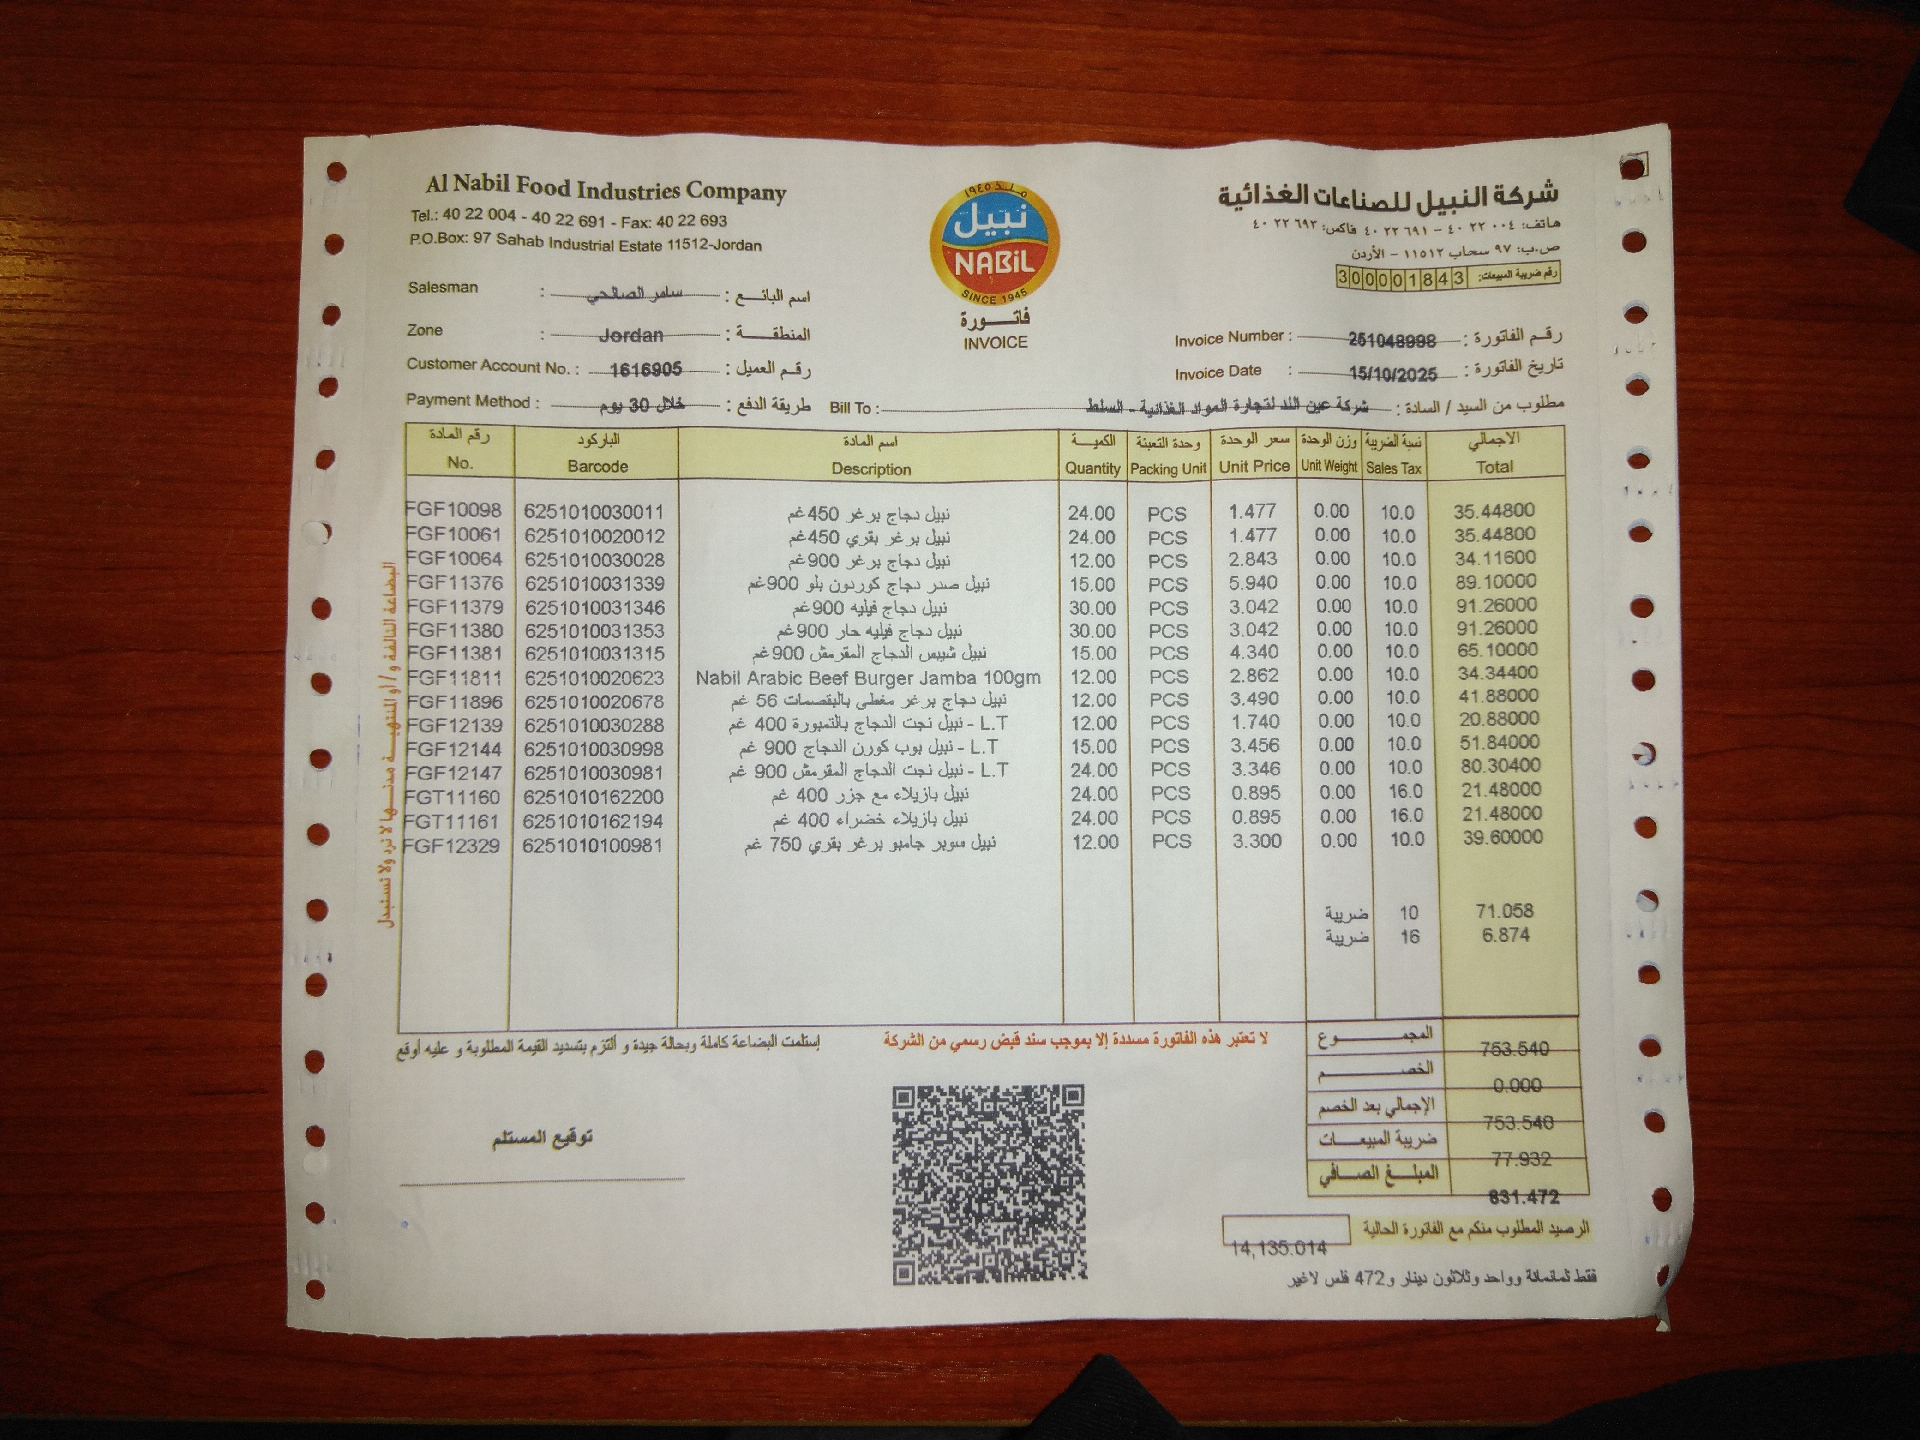 Al Nabil Food Industries Company
Tel.: 40 22 004 - 40 22 691 - Fax: 40 22 693
P.O.Box: 97 Sahab Industrial Estate 11512-Jordan
منذ ١٩٤٥
نبيل
NABiL
SINCE 1945
فاتـــورة
INVOICE
شركة النبيل للصناعات الغذائية
هاتف: ٠٠٤ ٢٢ ٤٠ - ٦٩١ ٢٢ ٤٠ فاكس: ٦٩٣ ٢٢ ٤٠
ص.ب: ٩٧ سحاب ١١٥١٢ - الأردن
رقم ضريبة المبيعات: 300001843
Salesman : سامر الصالحي : اسم البائـــع
Zone : Jordan : المنطقـــة
Customer Account No. : 1616905 : رقم العميل
Payment Method : خلال 30 يوم : طريقة الدفع
Invoice Number : 251048998 : رقم الفاتورة
Invoice Date : 15/10/2025 : تاريخ الفاتورة
Bill To : شركة عين اللد لتجارة المواد الغذائية - السلط : مطلوب من السيد / السادة
رقم المادة الباركود اسم المادة الكميـــة وحدة التعبئة سعر الوحدة وزن الوحدة نسبة الضريبة الاجمالي
No. Barcode Description Quantity Packing Unit Unit Price Unit Weight Sales Tax Total
FGF10098 6251010030011 نبيل دجاج برغر 450غم 24.00 PCS 1.477 0.00 10.0 35.44800
FGF10061 6251010020012 نبيل برغر بقري 450غم 24.00 PCS 1.477 0.00 10.0 35.44800
FGF10064 6251010030028 نبيل دجاج برغر 900غم 12.00 PCS 2.843 0.00 10.0 34.11600
FGF11376 6251010031339 نبيل صدر دجاج كوردون بلو 900غم 15.00 PCS 5.940 0.00 10.0 89.10000
FGF11379 6251010031346 نبيل دجاج فيليه 900غم 30.00 PCS 3.042 0.00 10.0 91.26000
FGF11380 6251010031353 نبيل دجاج فيليه حار 900غم 30.00 PCS 3.042 0.00 10.0 91.26000
FGF11381 6251010031315 نبيل شيبس الدجاج المقرمش 900غم 15.00 PCS 4.340 0.00 10.0 65.10000
FGF11811 6251010020623 Nabil Arabic Beef Burger Jamba 100gm 12.00 PCS 2.862 0.00 10.0 34.34400
FGF11896 6251010020678 نبيل دجاج برغر مغطى بالبقصمات 56 غم 12.00 PCS 3.490 0.00 10.0 41.88000
FGF12139 6251010030288 L.T - نبيل نجت الدجاج بالتمبورة 400 غم 12.00 PCS 1.740 0.00 10.0 20.88000
FGF12144 6251010030998 L.T - نبيل بوب كورن الدجاج 900 غم 15.00 PCS 3.456 0.00 10.0 51.84000
FGF12147 6251010030981 L.T - نبيل نجت الدجاج المقرمش 900 غم 24.00 PCS 3.346 0.00 10.0 80.30400
FGT11160 6251010162200 نبيل بازيلاء مع جزر 400 غم 24.00 PCS 0.895 0.00 16.0 21.48000
FGT11161 6251010162194 نبيل بازيلاء خضراء 400 غم 24.00 PCS 0.895 0.00 16.0 21.48000
FGF12329 6251010100981 نبيل سوبر جامبو برغر بقري 750 غم 12.00 PCS 3.300 0.00 10.0 39.60000
ضريبة 10 71.058
ضريبة 16 6.874
البضاعة التالفة و/أو المنتهيـــة مدتـــها لا ترد ولا تستبدل
إستلمت البضاعة كاملة وبحالة جيدة و ألتزم بتسديد القيمة المطلوبة و عليه أوقع
لا تعتبر هذه الفاتورة مسددة إلا بموجب سند قبض رسمي من الشركة
المجمـــــوع 753.540
الخصـــــم 0.000
الإجمالي بعد الخصم 753.540
ضريبة المبيعـــات 77.932
المبلـــغ الصـــافي 831.472
توقيع المستلم
الرصيد المطلوب منكم مع الفاتورة الحالية 14,135.014
فقط ثمانمائة وواحد وثلاثون دينار و472 فلس لاغير